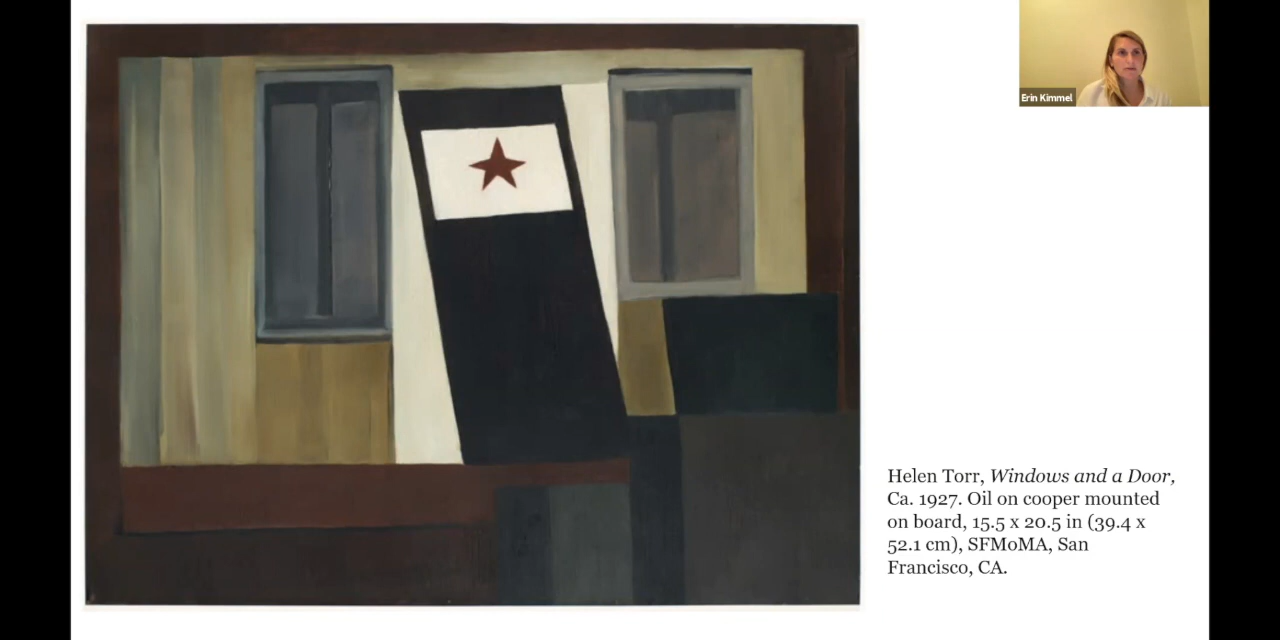 Erin Kimmel
Helen Torr, Windows and a Door,
Ca. 1927. Oil on cooper mounted
on board, 15.5 x 20.5 in (39.4 x
52.1 cm), SFMoMA, San
Francisco, CA.